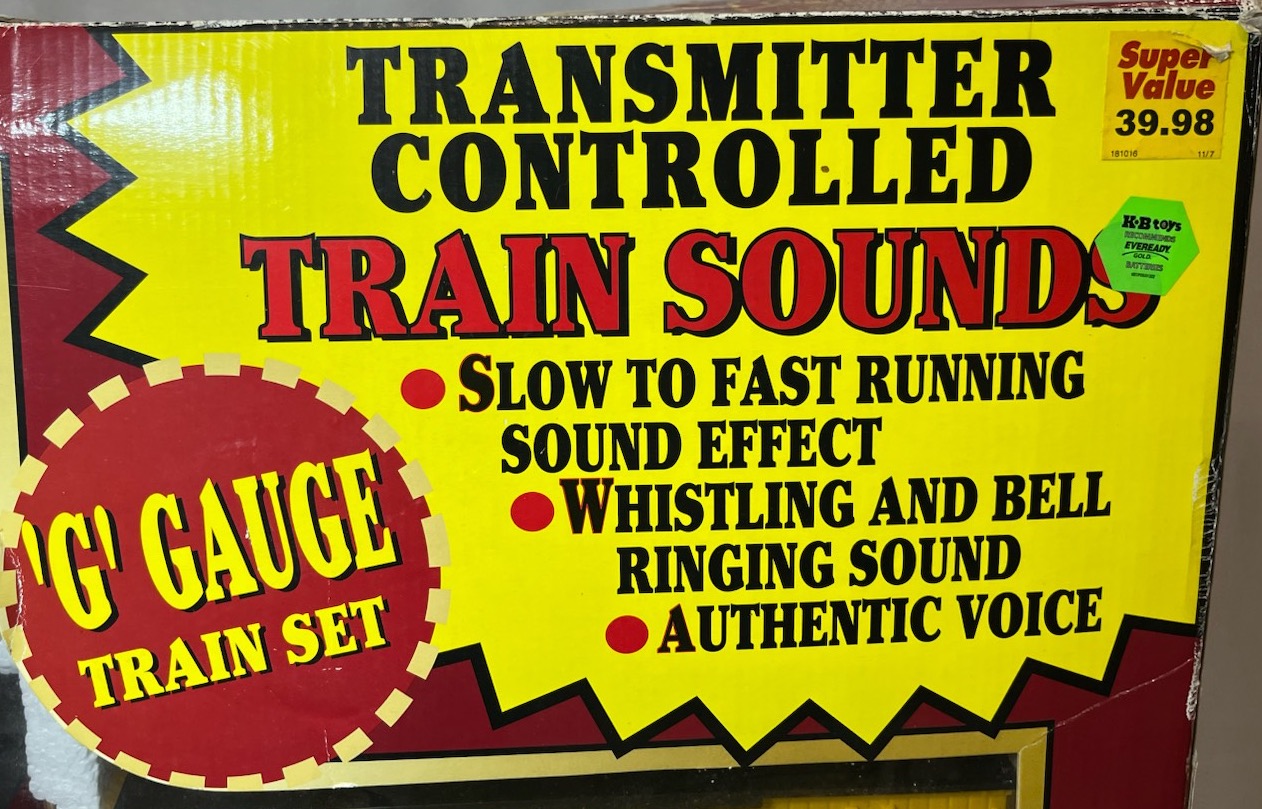 TRANSMITTER
CONTROLLED
TRAIN SOUNDS
Super
Value
39.98
181016 11/7
K·B toys
RECOMMENDS
EVEREADY
GOLD
BATTERIES
SLOW TO FAST RUNNING
SOUND EFFECT
WHISTLING AND BELL
RINGING SOUND
AUTHENTIC VOICE
'G' GAUGE
TRAIN SET